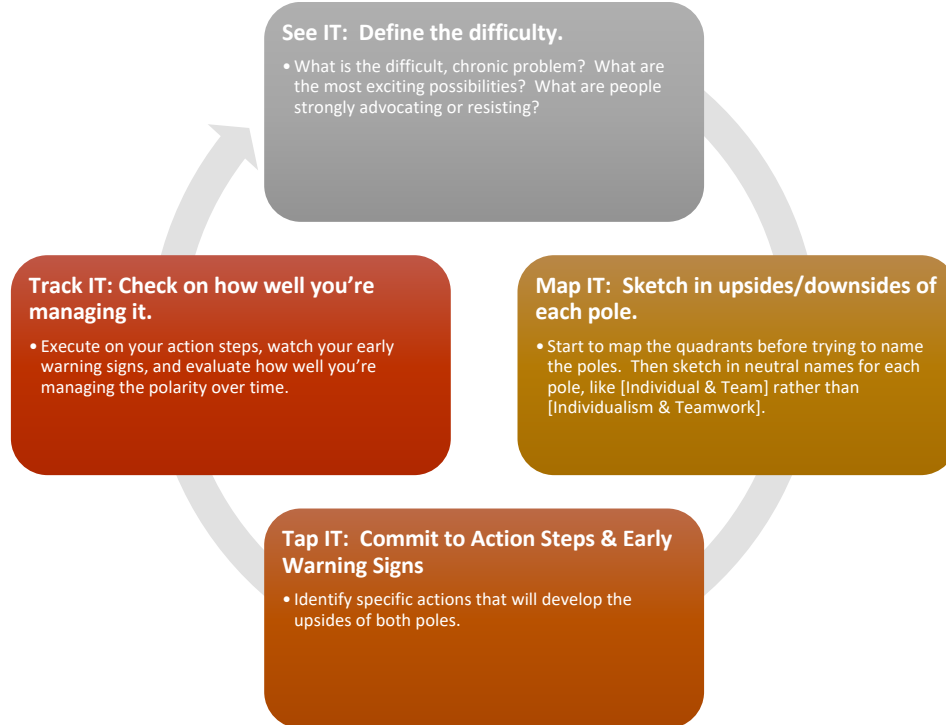 See IT:  Define the difficulty.
• What is the difficult, chronic problem?  What are
the most exciting possibilities?  What are people
strongly advocating or resisting?
Map IT:  Sketch in upsides/downsides of
each pole.
• Start to map the quadrants before trying to name
the poles.  Then sketch in neutral names for each
pole, like [Individual & Team] rather than
[Individualism & Teamwork].
Tap IT:  Commit to Action Steps & Early
Warning Signs
• Identify specific actions that will develop the
upsides of both poles.
Track IT: Check on how well you’re
managing it.
• Execute on your action steps, watch your early
warning signs, and evaluate how well you’re
managing the polarity over time.